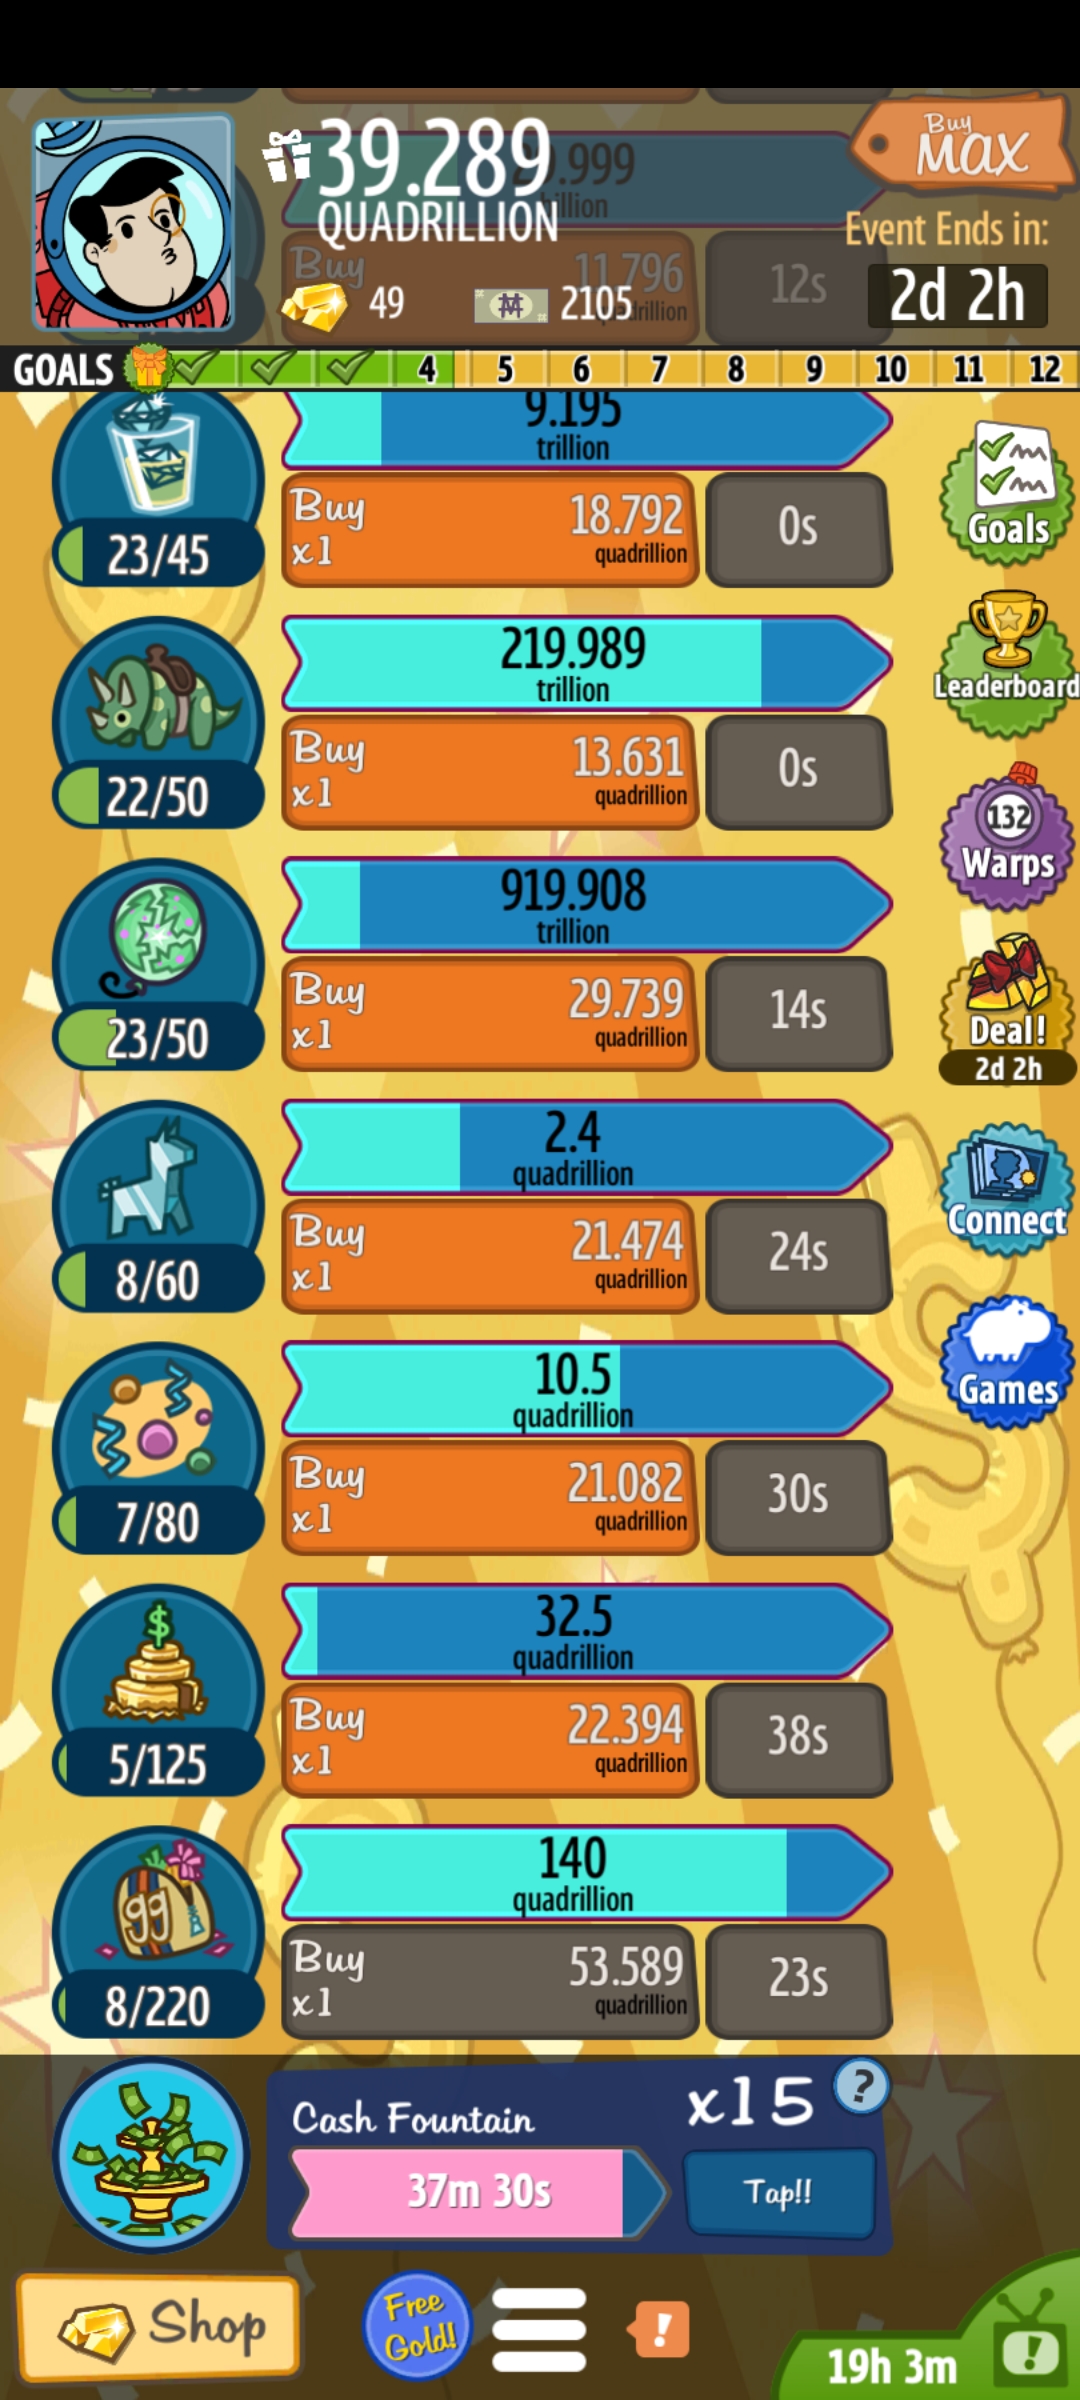 39.289
QUADRILLION
Buy
MAX
Event Ends in:
2d 2h
49
2105
Buy
11.796
12s
GOALS 4 5 6 7 8 9 10 11 12
9.195
trillion
Buy
x1
18.792
quadrillion
0s
23/45
Goals
219.989
trillion
Buy
x1
13.631
quadrillion
0s
22/50
Leaderboard
919.908
trillion
Buy
x1
29.739
quadrillion
14s
23/50
132
Warps
Deal!
2d 2h
2.4
quadrillion
Buy
x1
21.474
quadrillion
24s
8/60
Connect
10.5
quadrillion
Buy
x1
21.082
quadrillion
30s
7/80
Games
32.5
quadrillion
Buy
x1
22.394
quadrillion
38s
$
5/125
140
quadrillion
Buy
x1
53.589
quadrillion
23s
gg
8/220
Cash Fountain
x15
?
37m 30s
Tap!!
Shop
Free
Gold!
!
19h 3m
!